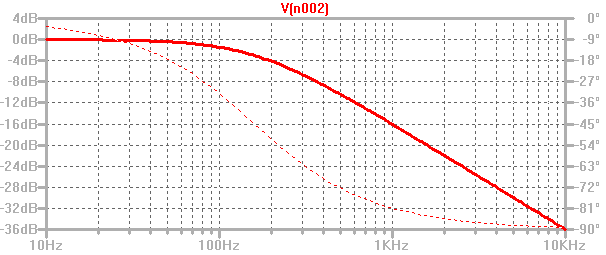 V(n002)
4dB 0°
0dB -9°
-4dB -18°
-8dB -27°
-12dB -36°
-16dB -45°
-20dB -54°
-24dB -63°
-28dB -72°
-32dB -81°
-36dB -90°
10Hz 100Hz 1KHz 10KHz